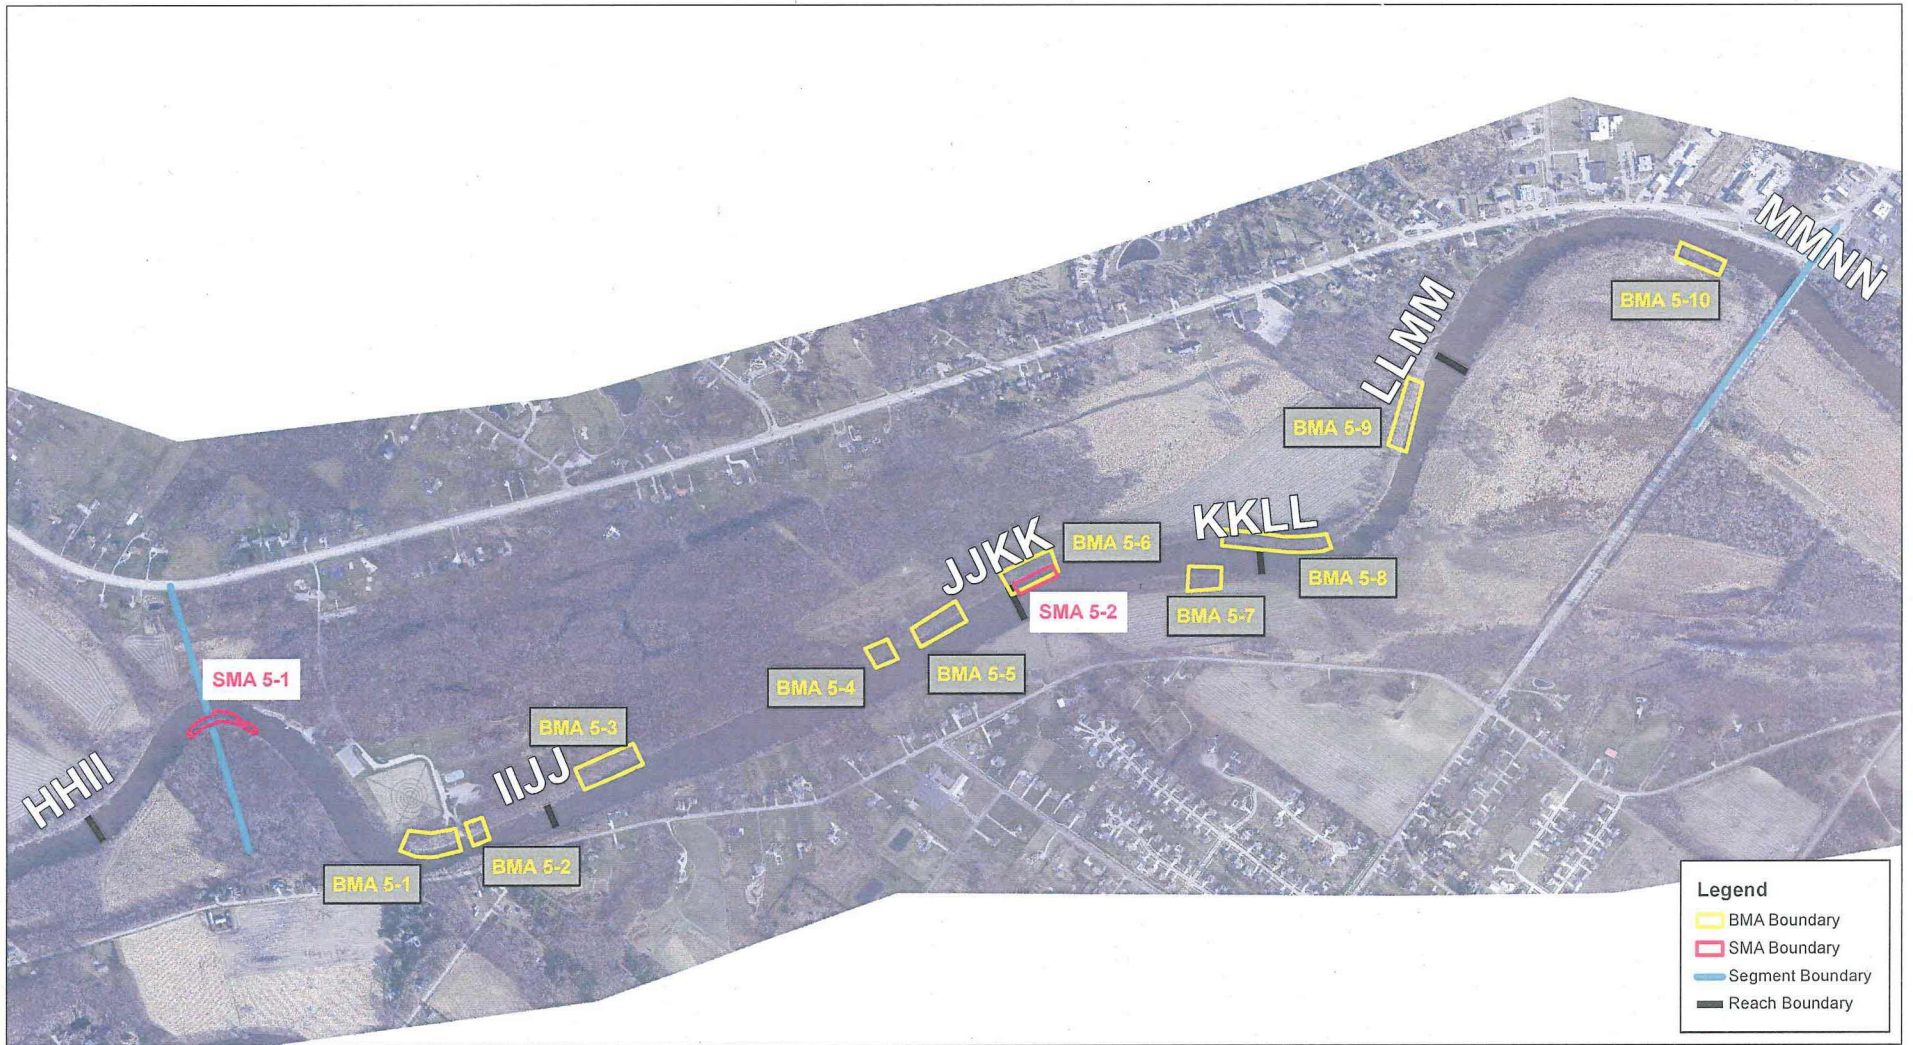 MMNN
BMA 5-10
LLMM
BMA 5-9
KKLL
JJKK
BMA 5-6
BMA 5-8
SMA 5-2
BMA 5-7
BMA 5-5
BMA 5-4
SMA 5-1
BMA 5-3
IIJJ
HHII
BMA 5-2
BMA 5-1
Legend
BMA Boundary
SMA Boundary
Segment Boundary
Reach Boundary